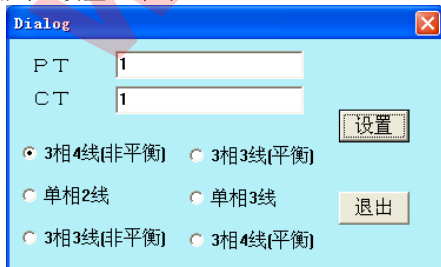 Dialog
PT 1
CT 1
设置
3相4线(非平衡) 3相3线(平衡)
单相2线 单相3线
退出
3相3线(非平衡) 3相4线(平衡)